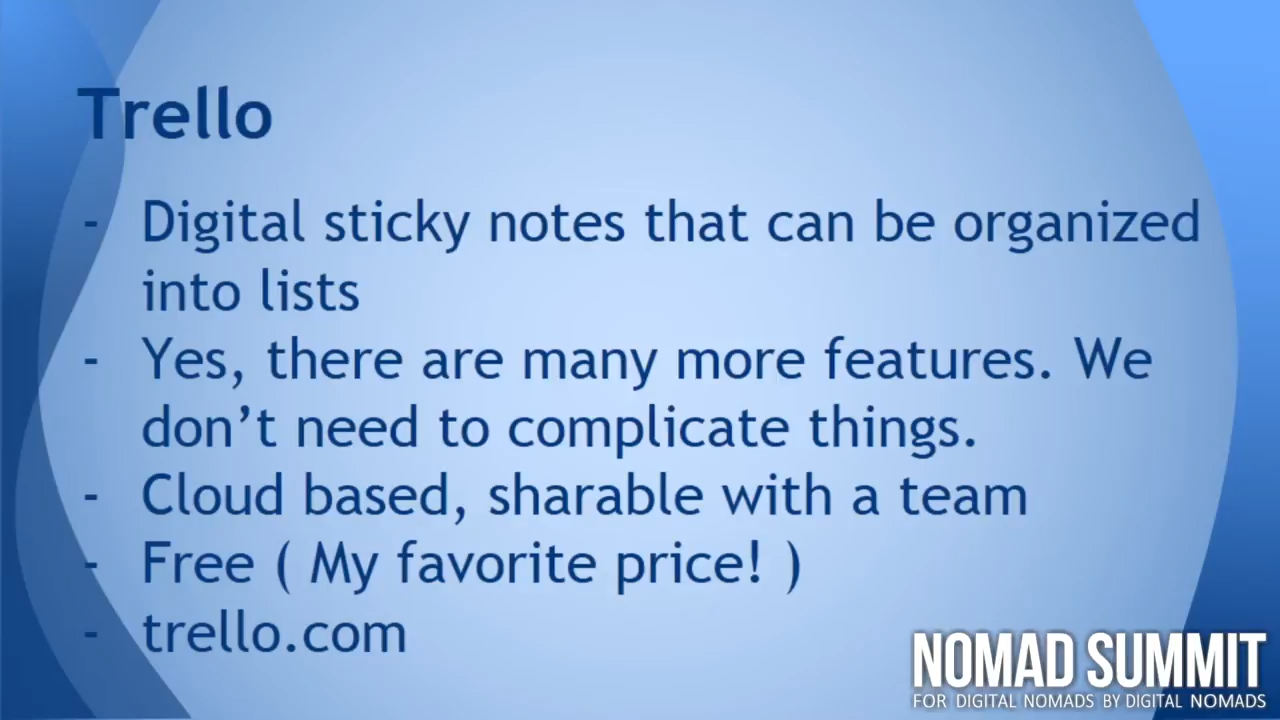 Trello
- Digital sticky notes that can be organized
into lists
- Yes, there are many more features. We
don’t need to complicate things.
- Cloud based, sharable with a team
- Free ( My favorite price! )
- trello.com
NOMAD SUMMIT
FOR DIGITAL NOMADS BY DIGITAL NOMADS